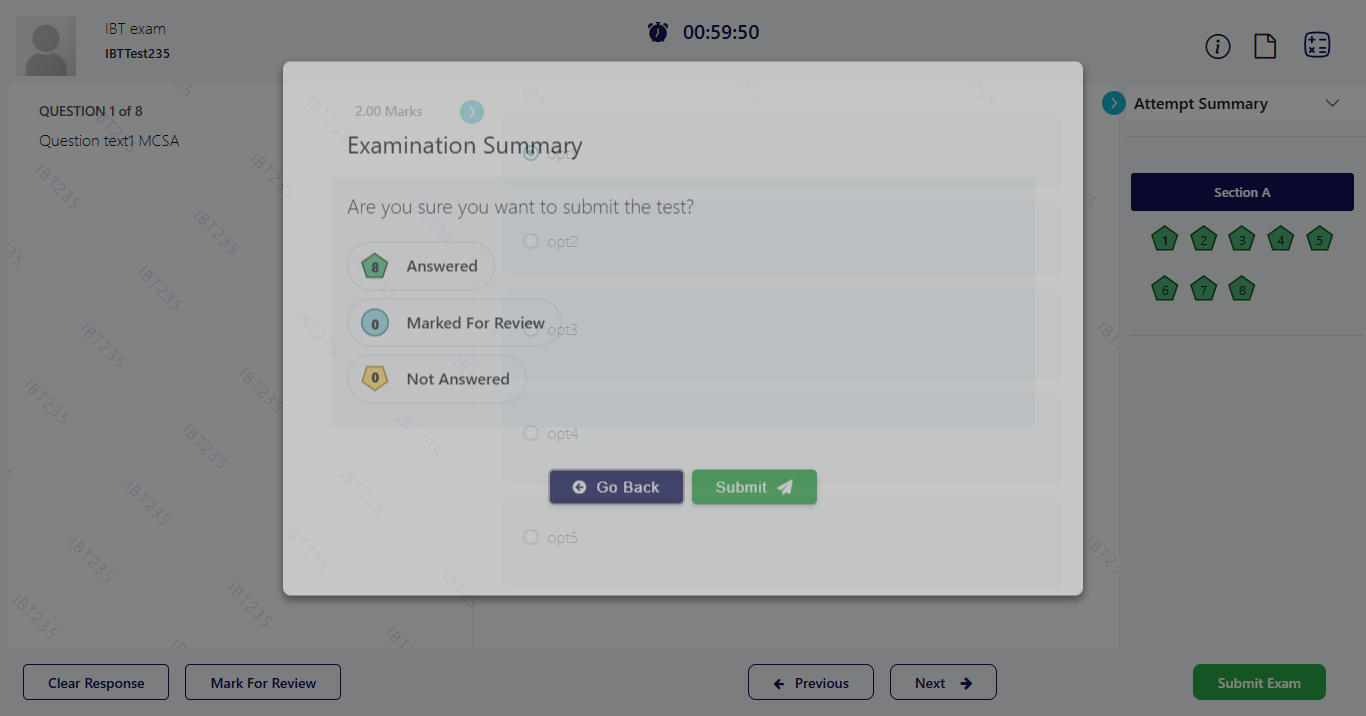 IBT exam
IBTTest235
00:59:50
QUESTION 1 of 8
Question text1 MCSA
2.00 Marks
Examination Summary
Are you sure you want to submit the test?
8 Answered
0 Marked For Review
0 Not Answered
opt2
opt3
opt4
opt5
Go Back
Submit
Attempt Summary
Section A
1 2 3 4 5
6 7 8
IBT235
Clear Response
Mark For Review
Previous
Next
Submit Exam